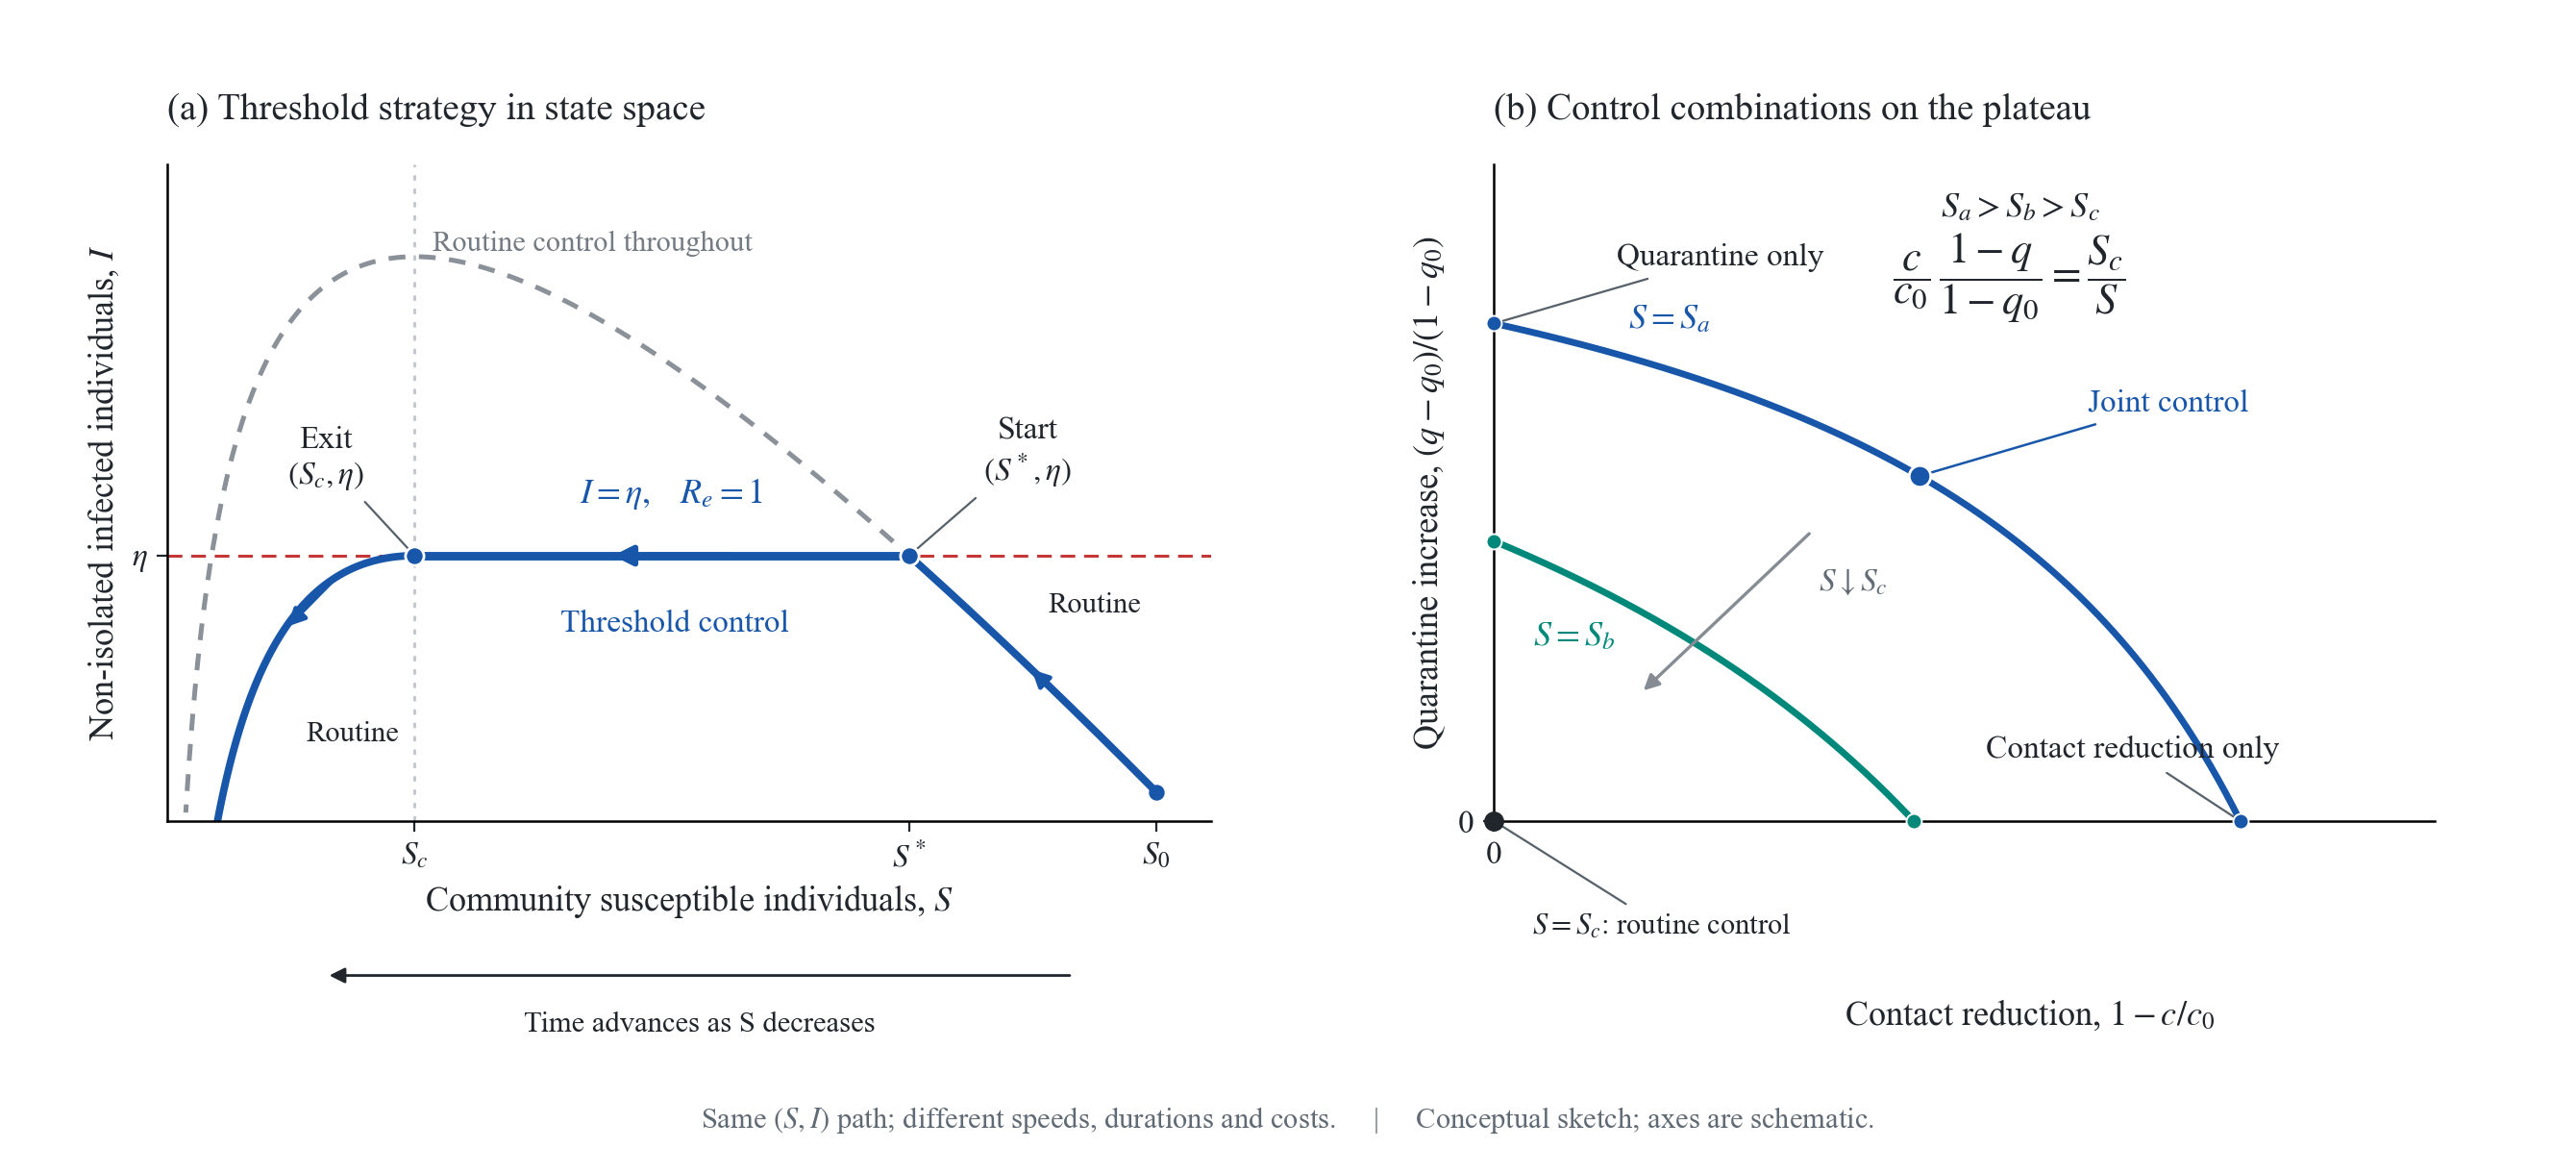 (a) Threshold strategy in state space
Non-isolated infected individuals, I
Routine control throughout
Exit
(S_c, η)
Start
(S*, η)
I = η, R_e = 1
η
Threshold control
Routine
Routine
S_c
S*
S_0
Community susceptible individuals, S
Time advances as S decreases
(b) Control combinations on the plateau
Quarantine increase, (q − q_0)/(1 − q_0)
S_a > S_b > S_c
c/c_0 (1 − q)/(1 − q_0) = S_c/S
Quarantine only
S = S_a
Joint control
S ↓ S_c
S = S_b
Contact reduction only
0
0
S = S_c: routine control
Contact reduction, 1 − c/c_0
Same (S, I) path; different speeds, durations and costs. | Conceptual sketch; axes are schematic.